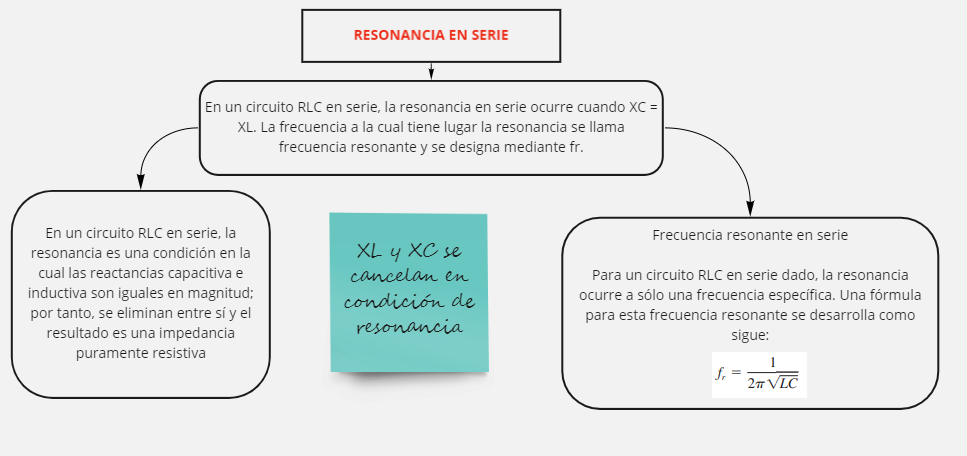 RESONANCIA EN SERIE
En un circuito RLC en serie, la resonancia en serie ocurre cuando XC =
XL. La frecuencia a la cual tiene lugar la resonancia se llama
frecuencia resonante y se designa mediante fr.
En un circuito RLC en serie, la
resonancia es una condición en la
cual las reactancias capacitiva e
inductiva son iguales en magnitud;
por tanto, se eliminan entre sí y el
resultado es una impedancia
puramente resistiva
XL y XC se
cancelan en
condición de
resonancia
Frecuencia resonante en serie
Para un circuito RLC en serie dado, la resonancia
ocurre a sólo una frecuencia específica. Una fórmula
para esta frecuencia resonante se desarrolla como
sigue:
fr = 1 / 2π√LC